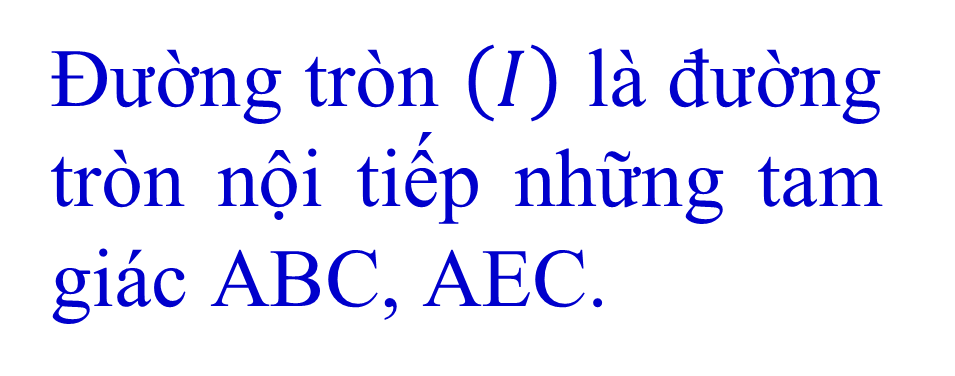 Đường tròn (I) là đường
tròn nội tiếp những tam
giác ABC, AEC.